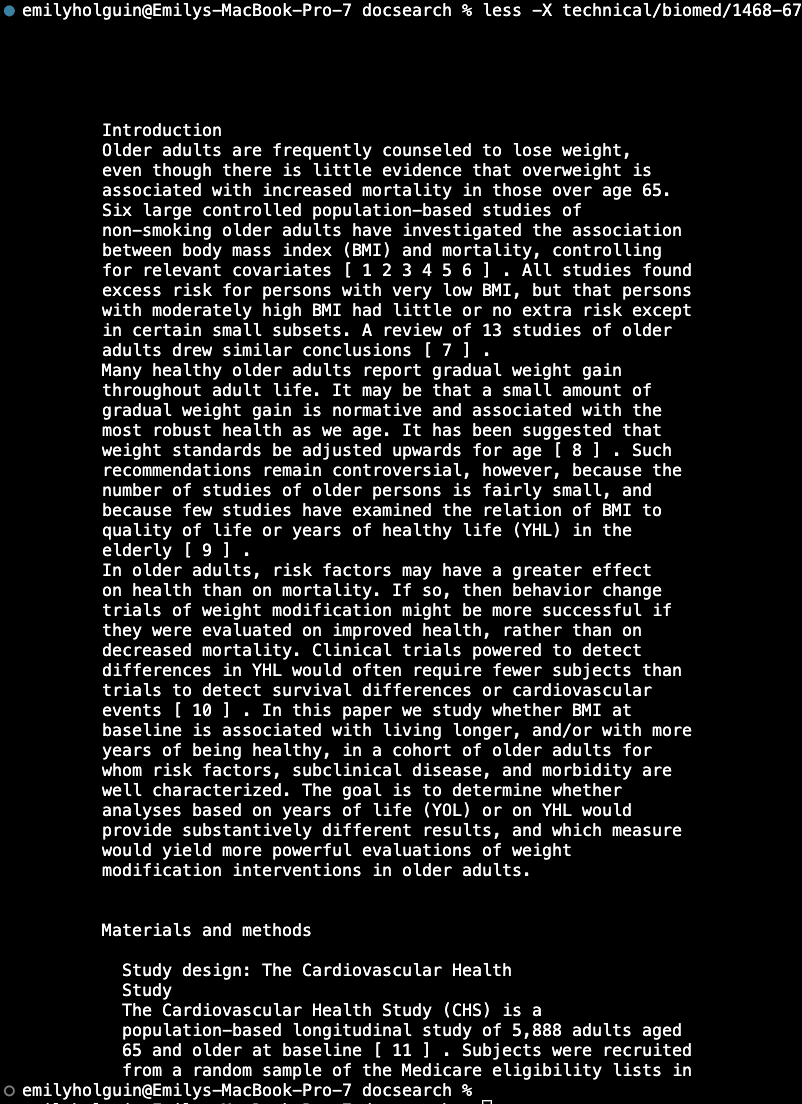 emilyholguin@Emilys-MacBook-Pro-7 docsearch % less -X technical/biomed/1468-67
Introduction
Older adults are frequently counseled to lose weight,
even though there is little evidence that overweight is
associated with increased mortality in those over age 65.
Six large controlled population-based studies of
non-smoking older adults have investigated the association
between body mass index (BMI) and mortality, controlling
for relevant covariates [ 1 2 3 4 5 6 ] . All studies found
excess risk for persons with very low BMI, but that persons
with moderately high BMI had little or no extra risk except
in certain small subsets. A review of 13 studies of older
adults drew similar conclusions [ 7 ] .
Many healthy older adults report gradual weight gain
throughout adult life. It may be that a small amount of
gradual weight gain is normative and associated with the
most robust health as we age. It has been suggested that
weight standards be adjusted upwards for age [ 8 ] . Such
recommendations remain controversial, however, because the
number of studies of older persons is fairly small, and
because few studies have examined the relation of BMI to
quality of life or years of healthy life (YHL) in the
elderly [ 9 ] .
In older adults, risk factors may have a greater effect
on health than on mortality. If so, then behavior change
trials of weight modification might be more successful if
they were evaluated on improved health, rather than on
decreased mortality. Clinical trials powered to detect
differences in YHL would often require fewer subjects than
trials to detect survival differences or cardiovascular
events [ 10 ] . In this paper we study whether BMI at
baseline is associated with living longer, and/or with more
years of being healthy, in a cohort of older adults for
whom risk factors, subclinical disease, and morbidity are
well characterized. The goal is to determine whether
analyses based on years of life (YOL) or on YHL would
provide substantively different results, and which measure
would yield more powerful evaluations of weight
modification interventions in older adults.
Materials and methods
Study design: The Cardiovascular Health
Study
The Cardiovascular Health Study (CHS) is a
population-based longitudinal study of 5,888 adults aged
65 and older at baseline [ 11 ] . Subjects were recruited
from a random sample of the Medicare eligibility lists in
emilyholguin@Emilys-MacBook-Pro-7 docsearch %